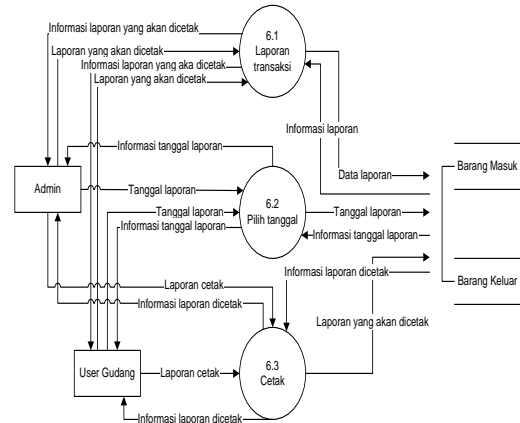 Informasi laporan yang akan dicetak
Laporan yang akan dicetak
Informasi laporan yang aka dicetak
Laporan yang akan dicetak
6.1
Laporan
transaksi
Informasi laporan
Data laporan
Barang Masuk
Informasi tanggal laporan
Admin
Tanggal laporan
Tanggal laporan
Informasi tanggal laporan
6.2
Pilih tanggal
Tanggal laporan
Informasi tanggal laporan
Barang Keluar
Laporan cetak
Informasi laporan dicetak
Informasi laporan dicetak
Laporan yang akan dicetak
User Gudang
Laporan cetak
6.3
Cetak
Informasi laporan dicetak